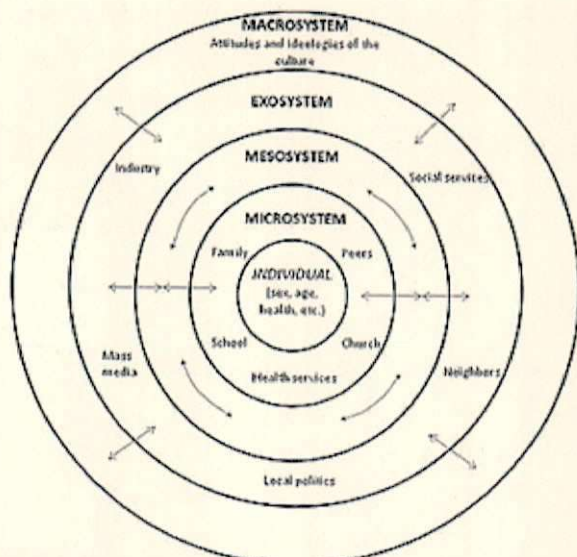 MACROSYSTEM
Attitudes and ideologies of the
culture
EXOSYSTEM
MESOSYSTEM
Industry
Social services
MICROSYSTEM
Family
Peers
INDIVIDUAL
(sex, age,
health, etc.)
School
Church
Mass
media
Health services
Neighbors
Local politics